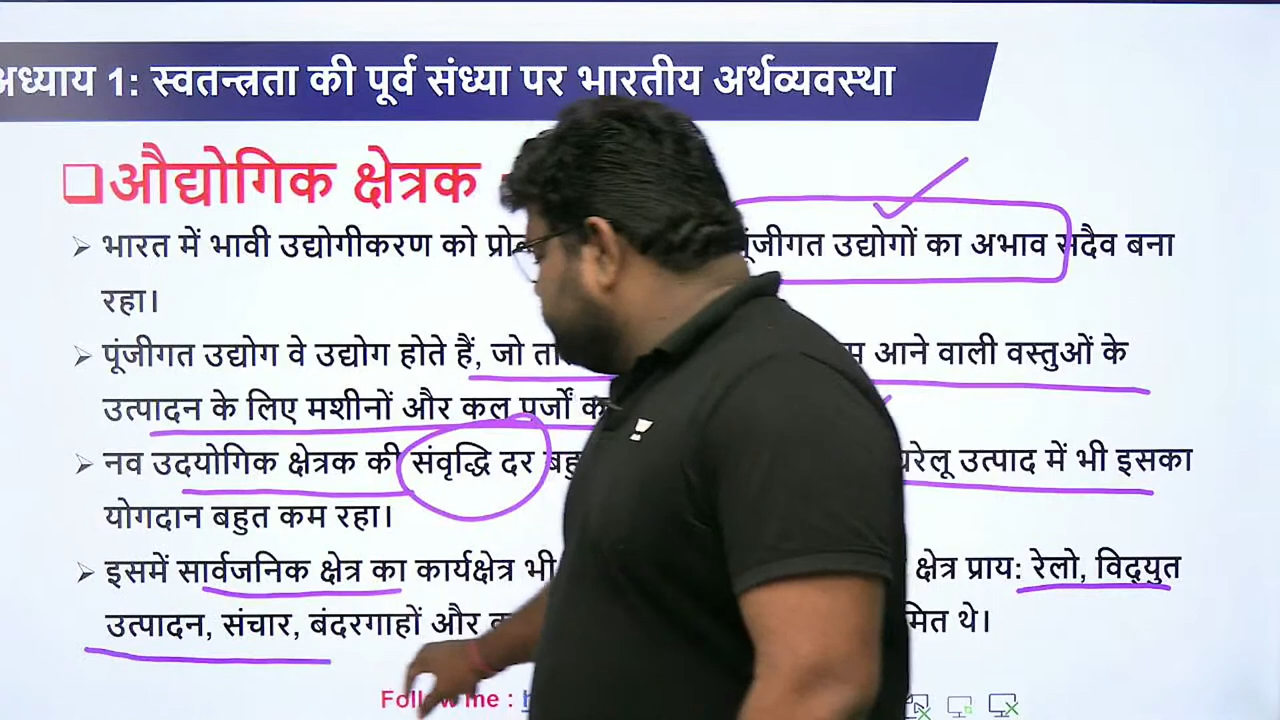 अध्याय 1: स्वतन्त्रता की पूर्व संध्या पर भारतीय अर्थव्यवस्था
औद्योगिक क्षेत्रक
भारत में भावी उद्योगीकरण को पूंजीगत उद्योगों का अभाव सदैव बना
रहा।
पूंजीगत उद्योग वे उद्योग होते हैं, जो आने वाली वस्तुओं के
उत्पादन के लिए मशीनों और कल पुर्जों
नव उदयोगिक क्षेत्रक की संवृद्धि दर घरेलू उत्पाद में भी इसका
योगदान बहुत कम रहा।
इसमें सार्वजनिक क्षेत्र का कार्यक्षेत्र भी क्षेत्र प्राय: रेलो, विद्युत
उत्पादन, संचार, बंदरगाहों और थे।
Follow me :